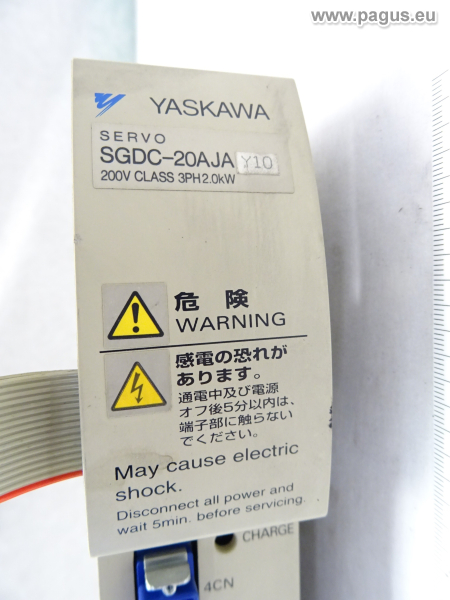 www.pagus.eu
YASKAWA
SERVO
SGDC-20AJA Y10
200V CLASS 3PH2.0kW
危険
WARNING
感電の恐れが
あります。
通電中及び電源
オフ後5分以内は、
端子部に触らない
でください。
May cause electric
shock.
Disconnect all power and
wait 5min. before servicing.
CHARGE
4CN